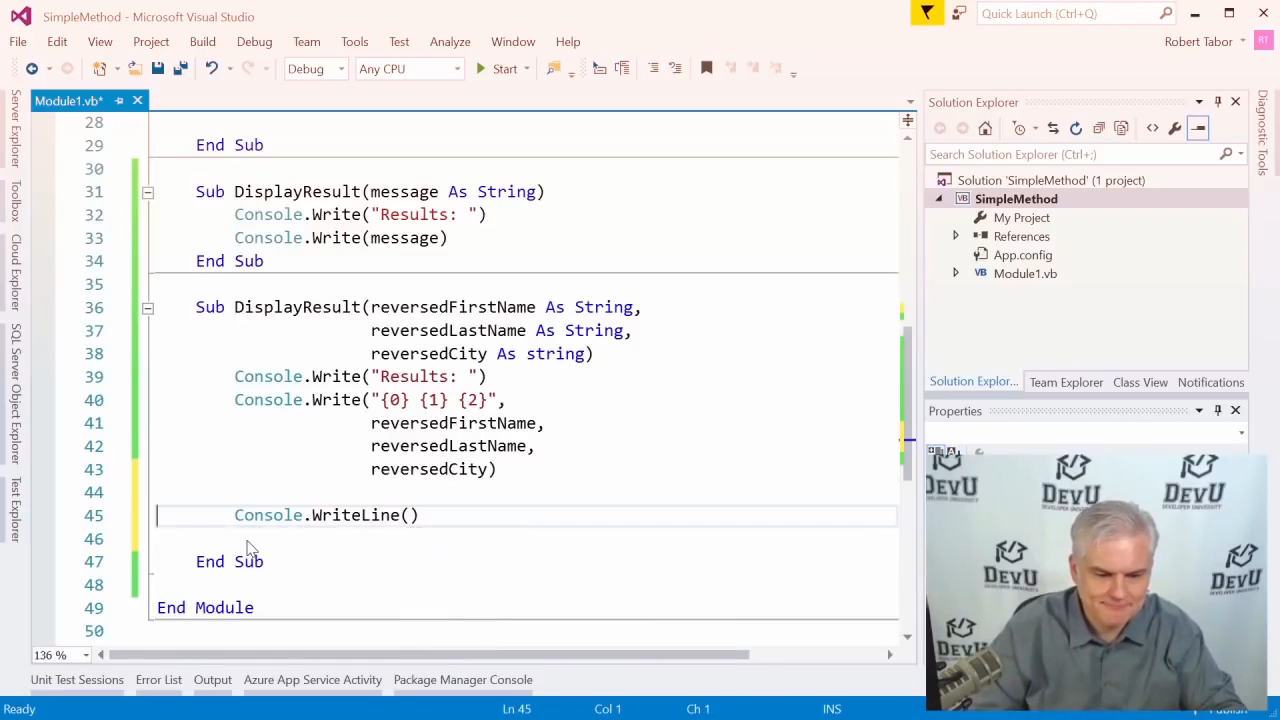 SimpleMethod - Microsoft Visual Studio
Quick Launch (Ctrl+Q)
File Edit View Project Build Debug Team Tools Test Analyze Window Help
Robert Tabor RT
Debug Any CPU Start
Server Explorer
Toolbox
Cloud Explorer
SQL Server Object Explorer
Test Explorer
Module1.vb*
28
29 End Sub
30
31 Sub DisplayResult(message As String)
32 Console.Write("Results: ")
33 Console.Write(message)
34 End Sub
35
36 Sub DisplayResult(reversedFirstName As String,
37 reversedLastName As String,
38 reversedCity As string)
39 Console.Write("Results: ")
40 Console.Write("{0} {1} {2}",
41 reversedFirstName,
42 reversedLastName,
43 reversedCity)
44
45 Console.WriteLine()
46
47 End Sub
48
49 End Module
50
136 %
Solution Explorer
Search Solution Explorer (Ctrl+;)
Solution 'SimpleMethod' (1 project)
SimpleMethod
My Project
References
App.config
VB Module1.vb
Solution Explor... Team Explorer Class View Notifications
Properties
Diagnostic Tools
DevU
DEVELOPER UNIVERSITY
DevU
DEVELOPER UNIVERSITY
DevU
DevU
DevU
DevU
Unit Test Sessions Error List Output Azure App Service Activity Package Manager Console
Ready Ln 45 Col 1 Ch 1 INS